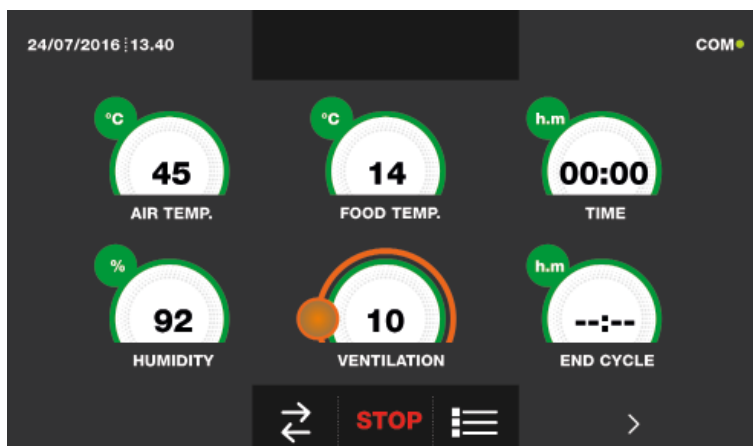 24/07/2016 13.40
COM
°C
45
AIR TEMP.
°C
14
FOOD TEMP.
h.m
00:00
TIME
%
92
HUMIDITY
10
VENTILATION
h.m
--:--
END CYCLE
STOP